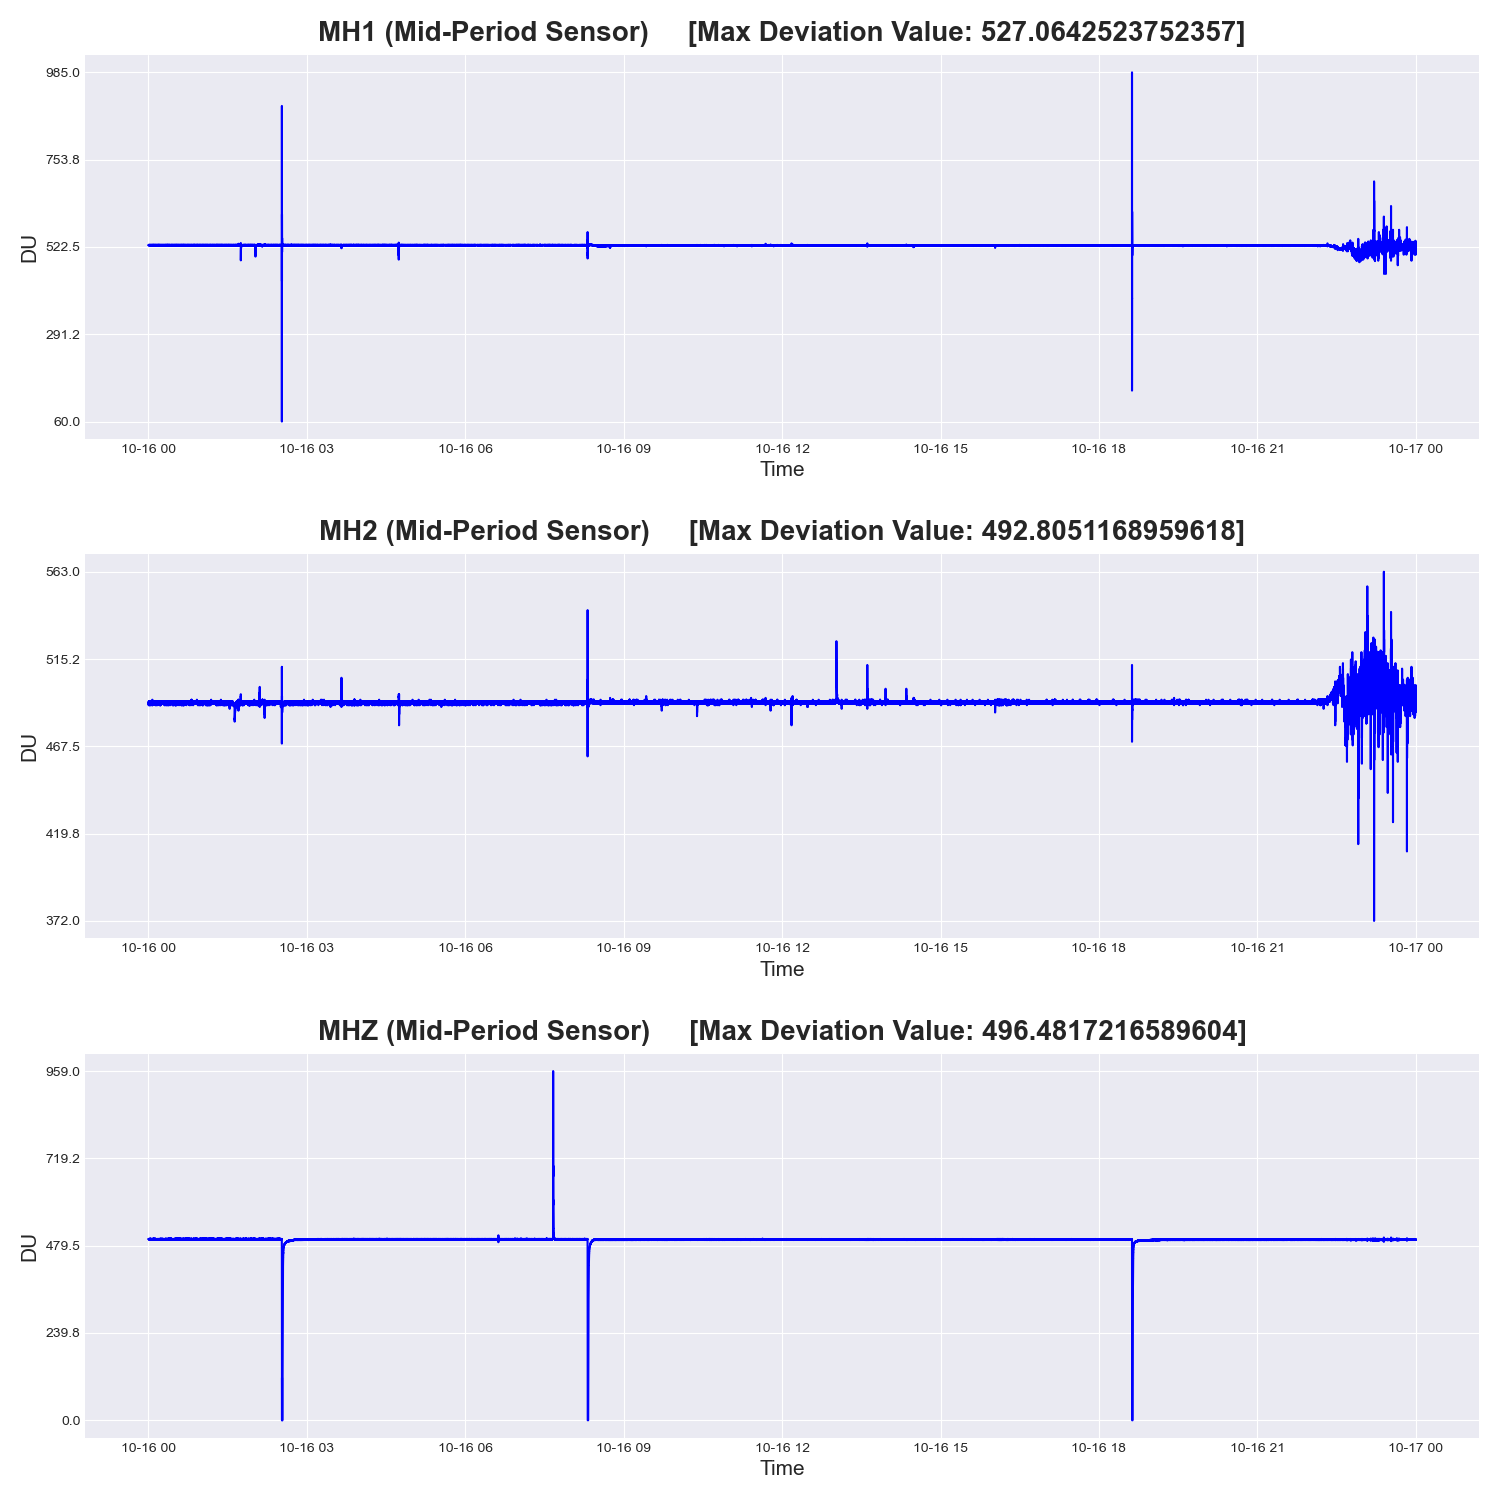 MH1 (Mid-Period Sensor) [Max Deviation Value: 527.0642523752357]
985.0
753.8
522.5
291.2
60.0
DU
10-16 00 10-16 03 10-16 06 10-16 09 10-16 12 10-16 15 10-16 18 10-16 21 10-17 00
Time
MH2 (Mid-Period Sensor) [Max Deviation Value: 492.8051168959618]
563.0
515.2
467.5
419.8
372.0
DU
10-16 00 10-16 03 10-16 06 10-16 09 10-16 12 10-16 15 10-16 18 10-16 21 10-17 00
Time
MHZ (Mid-Period Sensor) [Max Deviation Value: 496.4817216589604]
959.0
719.2
479.5
239.8
0.0
DU
10-16 00 10-16 03 10-16 06 10-16 09 10-16 12 10-16 15 10-16 18 10-16 21 10-17 00
Time